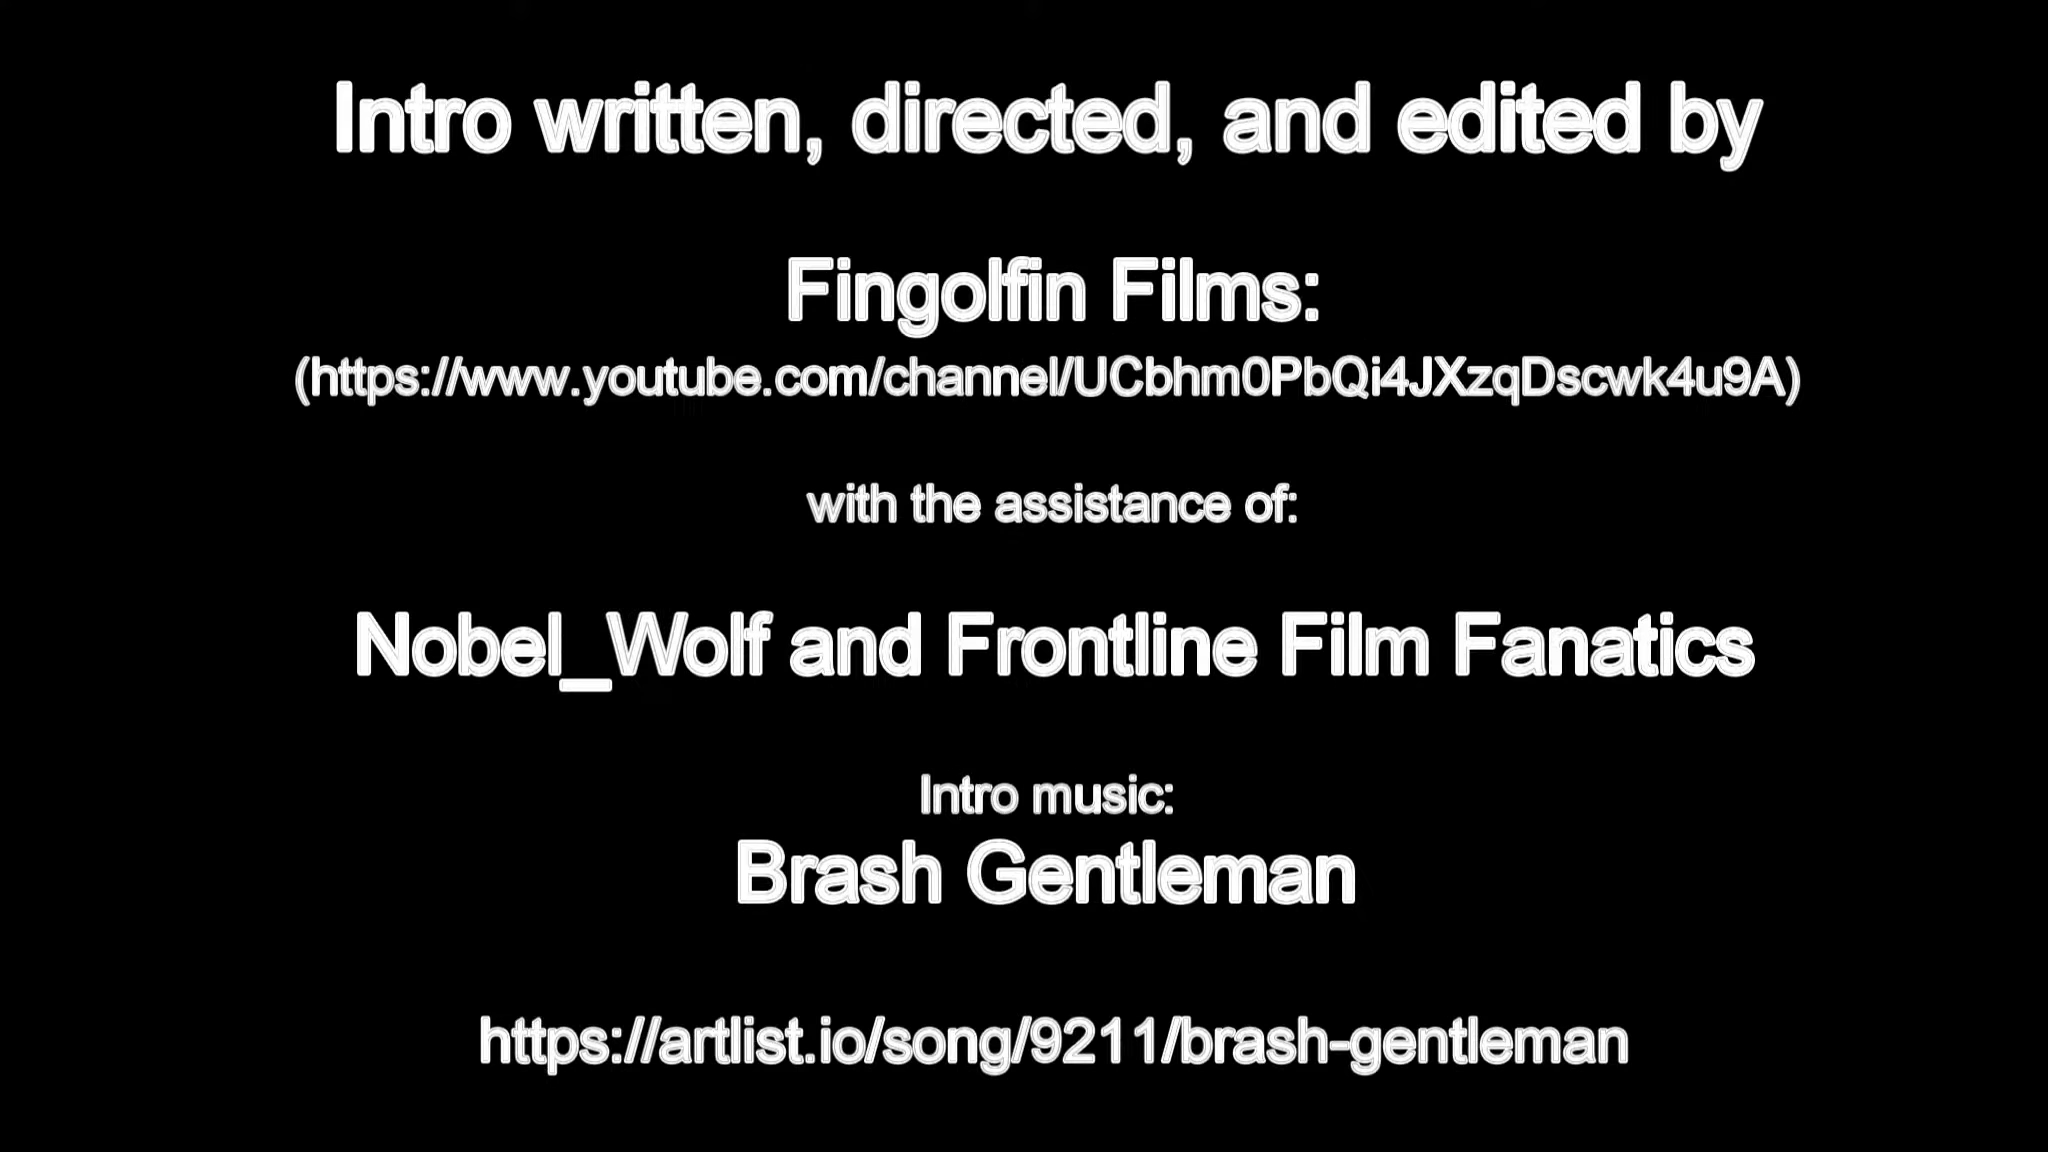 Intro written, directed, and edited by
Fingolfin Films:
(https://www.youtube.com/channel/UCbhm0PbQi4JXzqDscwk4u9A)
with the assistance of:
Nobel_Wolf and Frontline Film Fanatics
Intro music:
Brash Gentleman
https://artlist.io/song/9211/brash-gentleman